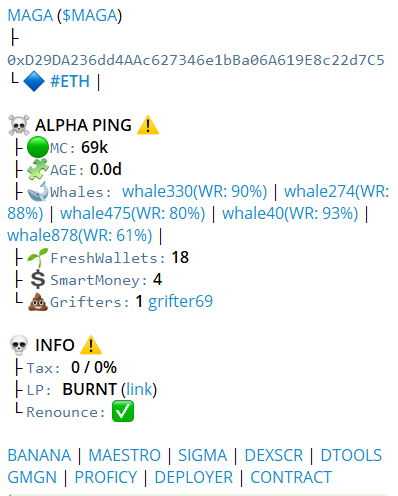 MAGA ($MAGA)
├
0xD29DA236dd4AAc627346e1bBa06A619E8c22d7C5
└ 🔷 #ETH |
☠️ ALPHA PING ⚠️
├ 🟢MC: 69k
├ 🧩AGE: 0.0d
├ 🐋Whales: whale330(WR: 90%) | whale274(WR:
88%) | whale475(WR: 80%) | whale40(WR: 93%) |
whale878(WR: 61%) |
├ 🌱FreshWallets: 18
├ 💲SmartMoney: 4
└ 💩Grifters: 1 grifter69
💀 INFO ⚠️
├ Tax: 0 / 0%
├ LP: BURNT (link)
└ Renounce: ✅
BANANA | MAESTRO | SIGMA | DEXSCR | DTOOLS
GMGN | PROFICY | DEPLOYER | CONTRACT